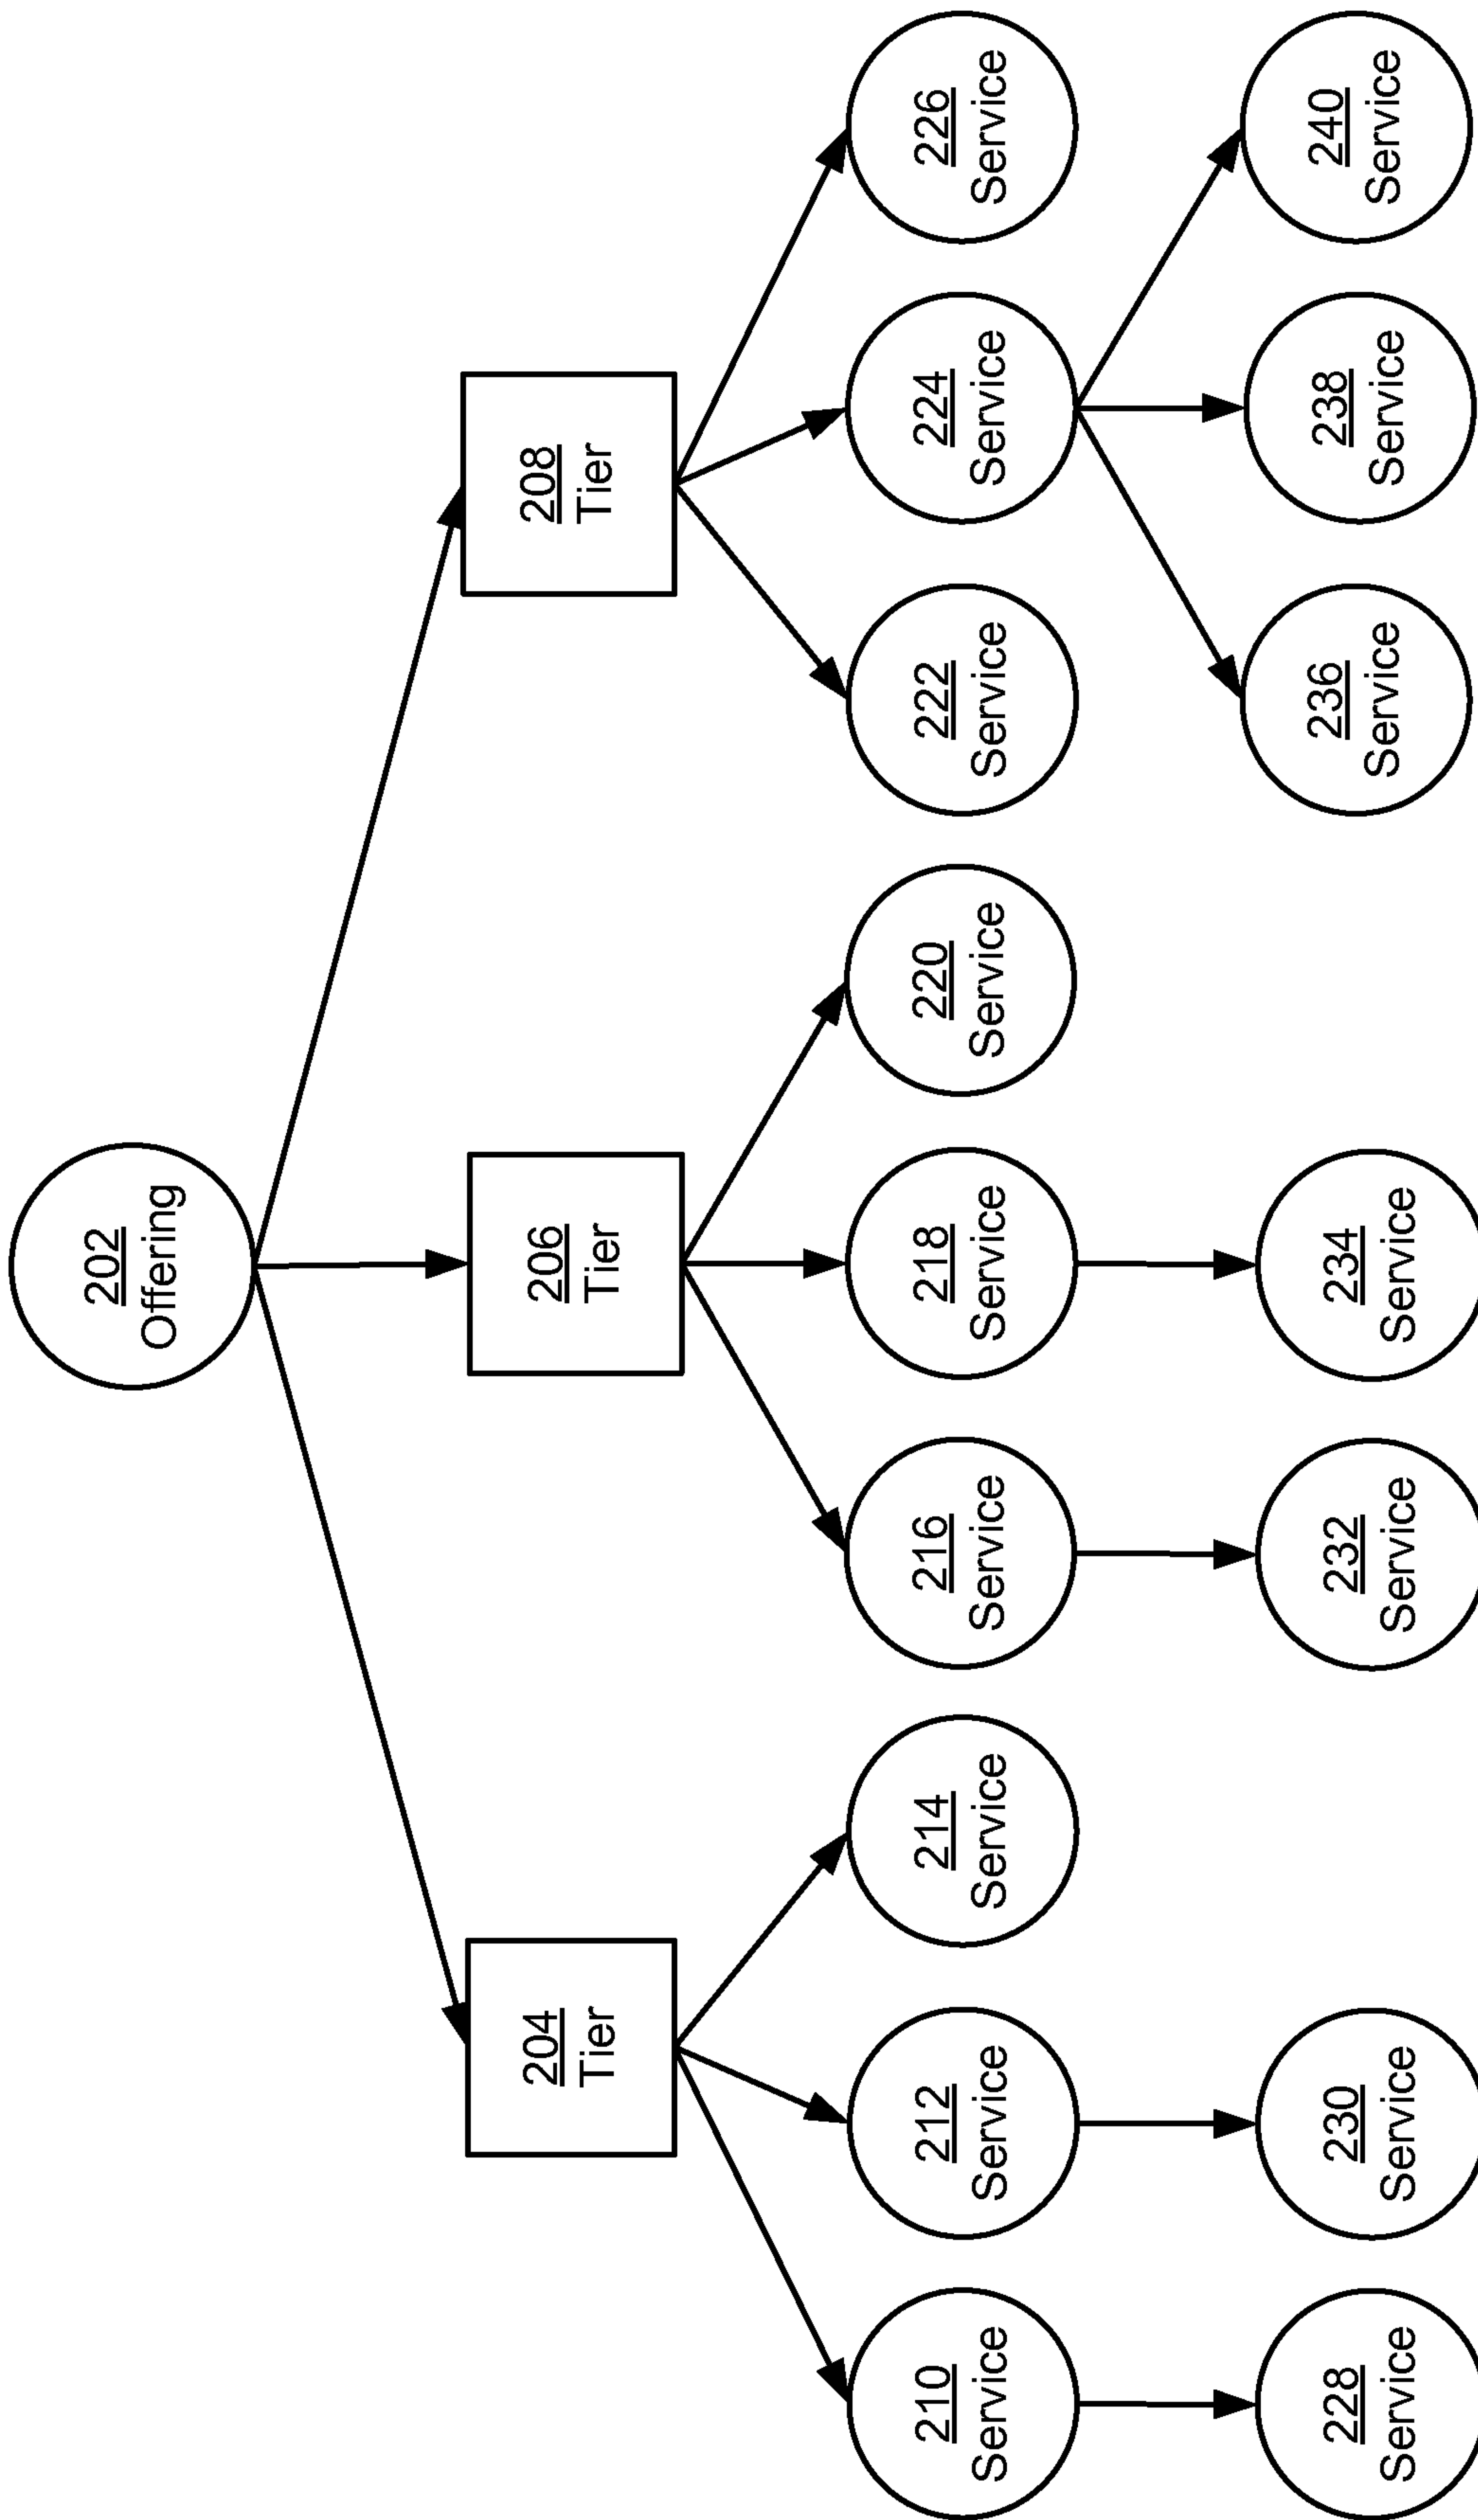 202
Offering
204
Tier
206
Tier
208
Tier
210
Service
212
Service
214
Service
216
Service
218
Service
220
Service
222
Service
224
Service
226
Service
228
Service
230
Service
232
Service
234
Service
236
Service
238
Service
240
Service